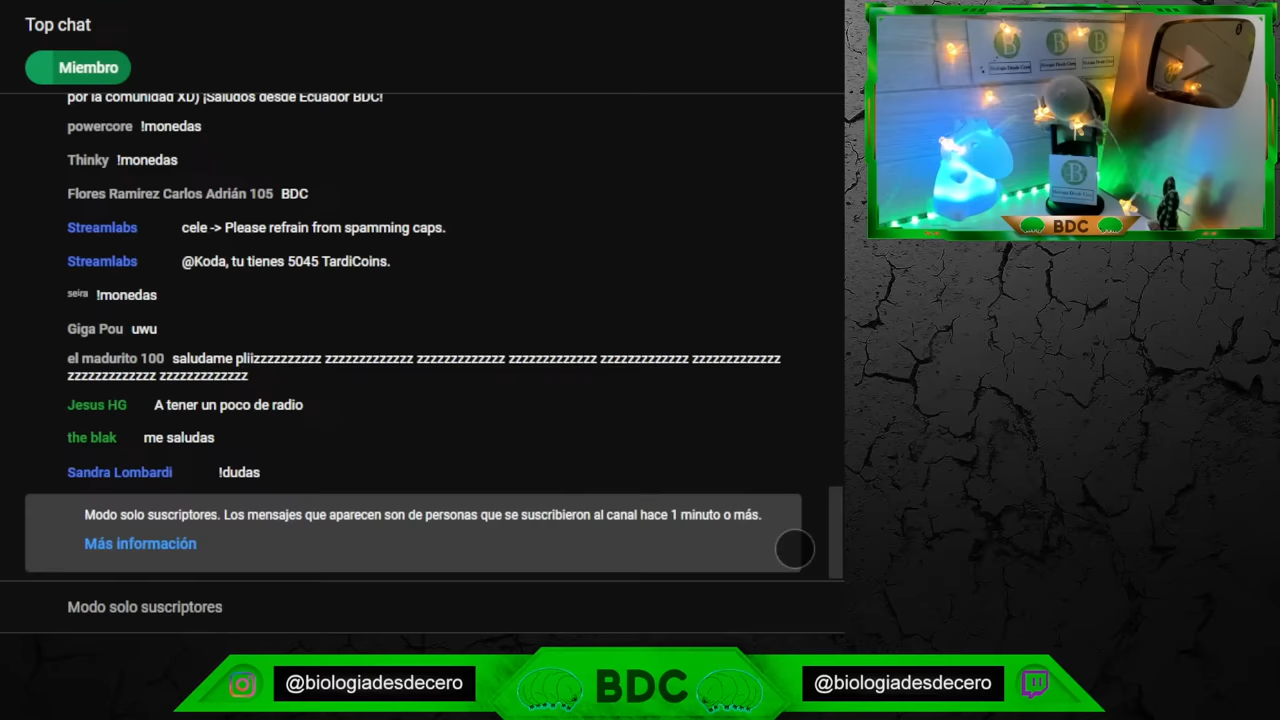 Top chat
Miembro
por la comunidad XD) ¡Saludos desde Ecuador BDC!
powercore !monedas
Thinky !monedas
Flores Ramirez Carlos Adrián 105 BDC
Streamlabs cele -> Please refrain from spamming caps.
Streamlabs @Koda, tu tienes 5045 TardiCoins.
seira !monedas
Giga Pou uwu
el madurito 100 saludame pliizzzzzzzzzz zzzzzzzzzzzzz zzzzzzzzzzzzz zzzzzzzzzzzzz zzzzzzzzzzzzz zzzzzzzzzzzzz
zzzzzzzzzzzzz zzzzzzzzzzzzz
Jesus HG A tener un poco de radio
the blak me saludas
Sandra Lombardi !dudas
Modo solo suscriptores. Los mensajes que aparecen son de personas que se suscribieron al canal hace 1 minuto o más.
Más información
Modo solo suscriptores
B B B
Biología Desde Cero
B
BDC
@biologiadesdecero
BDC
@biologiadesdecero